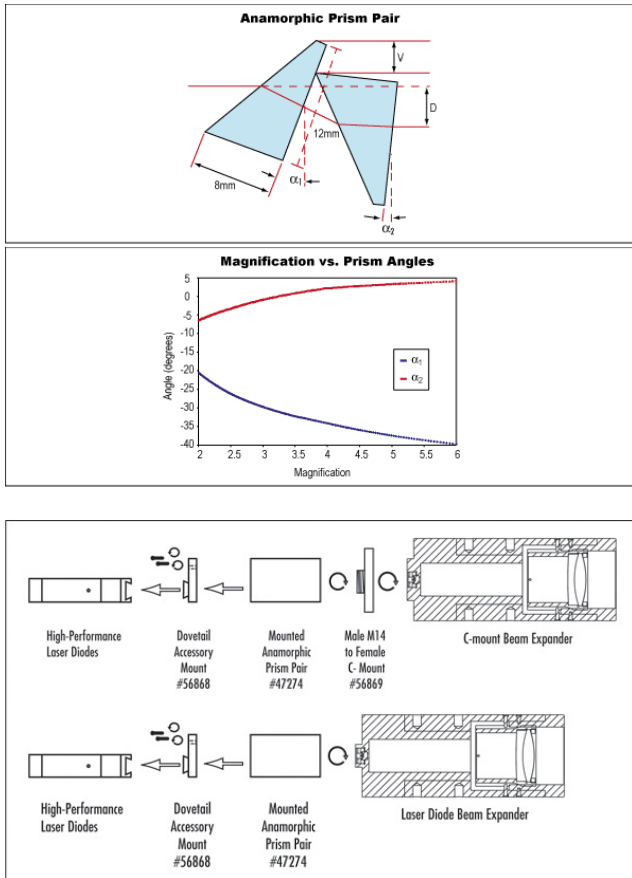 Anamorphic Prism Pair
V
D
12mm
8mm
α1
α2
Magnification vs. Prism Angles
5
0
-5
-10
-15
-20
-25
-30
-35
-40
Angle (degrees)
α1
α2
2 2.5 3 3.5 4 4.5 5 5.5 6
Magnification
High-Performance
Laser Diodes
Dovetail
Accessory
Mount
#56868
Mounted
Anamorphic
Prism Pair
#47274
Male M14
to Female
C- Mount
#56869
C-mount Beam Expander
High-Performance
Laser Diodes
Dovetail
Accessory
Mount
#56868
Mounted
Anamorphic
Prism Pair
#47274
Laser Diode Beam Expander